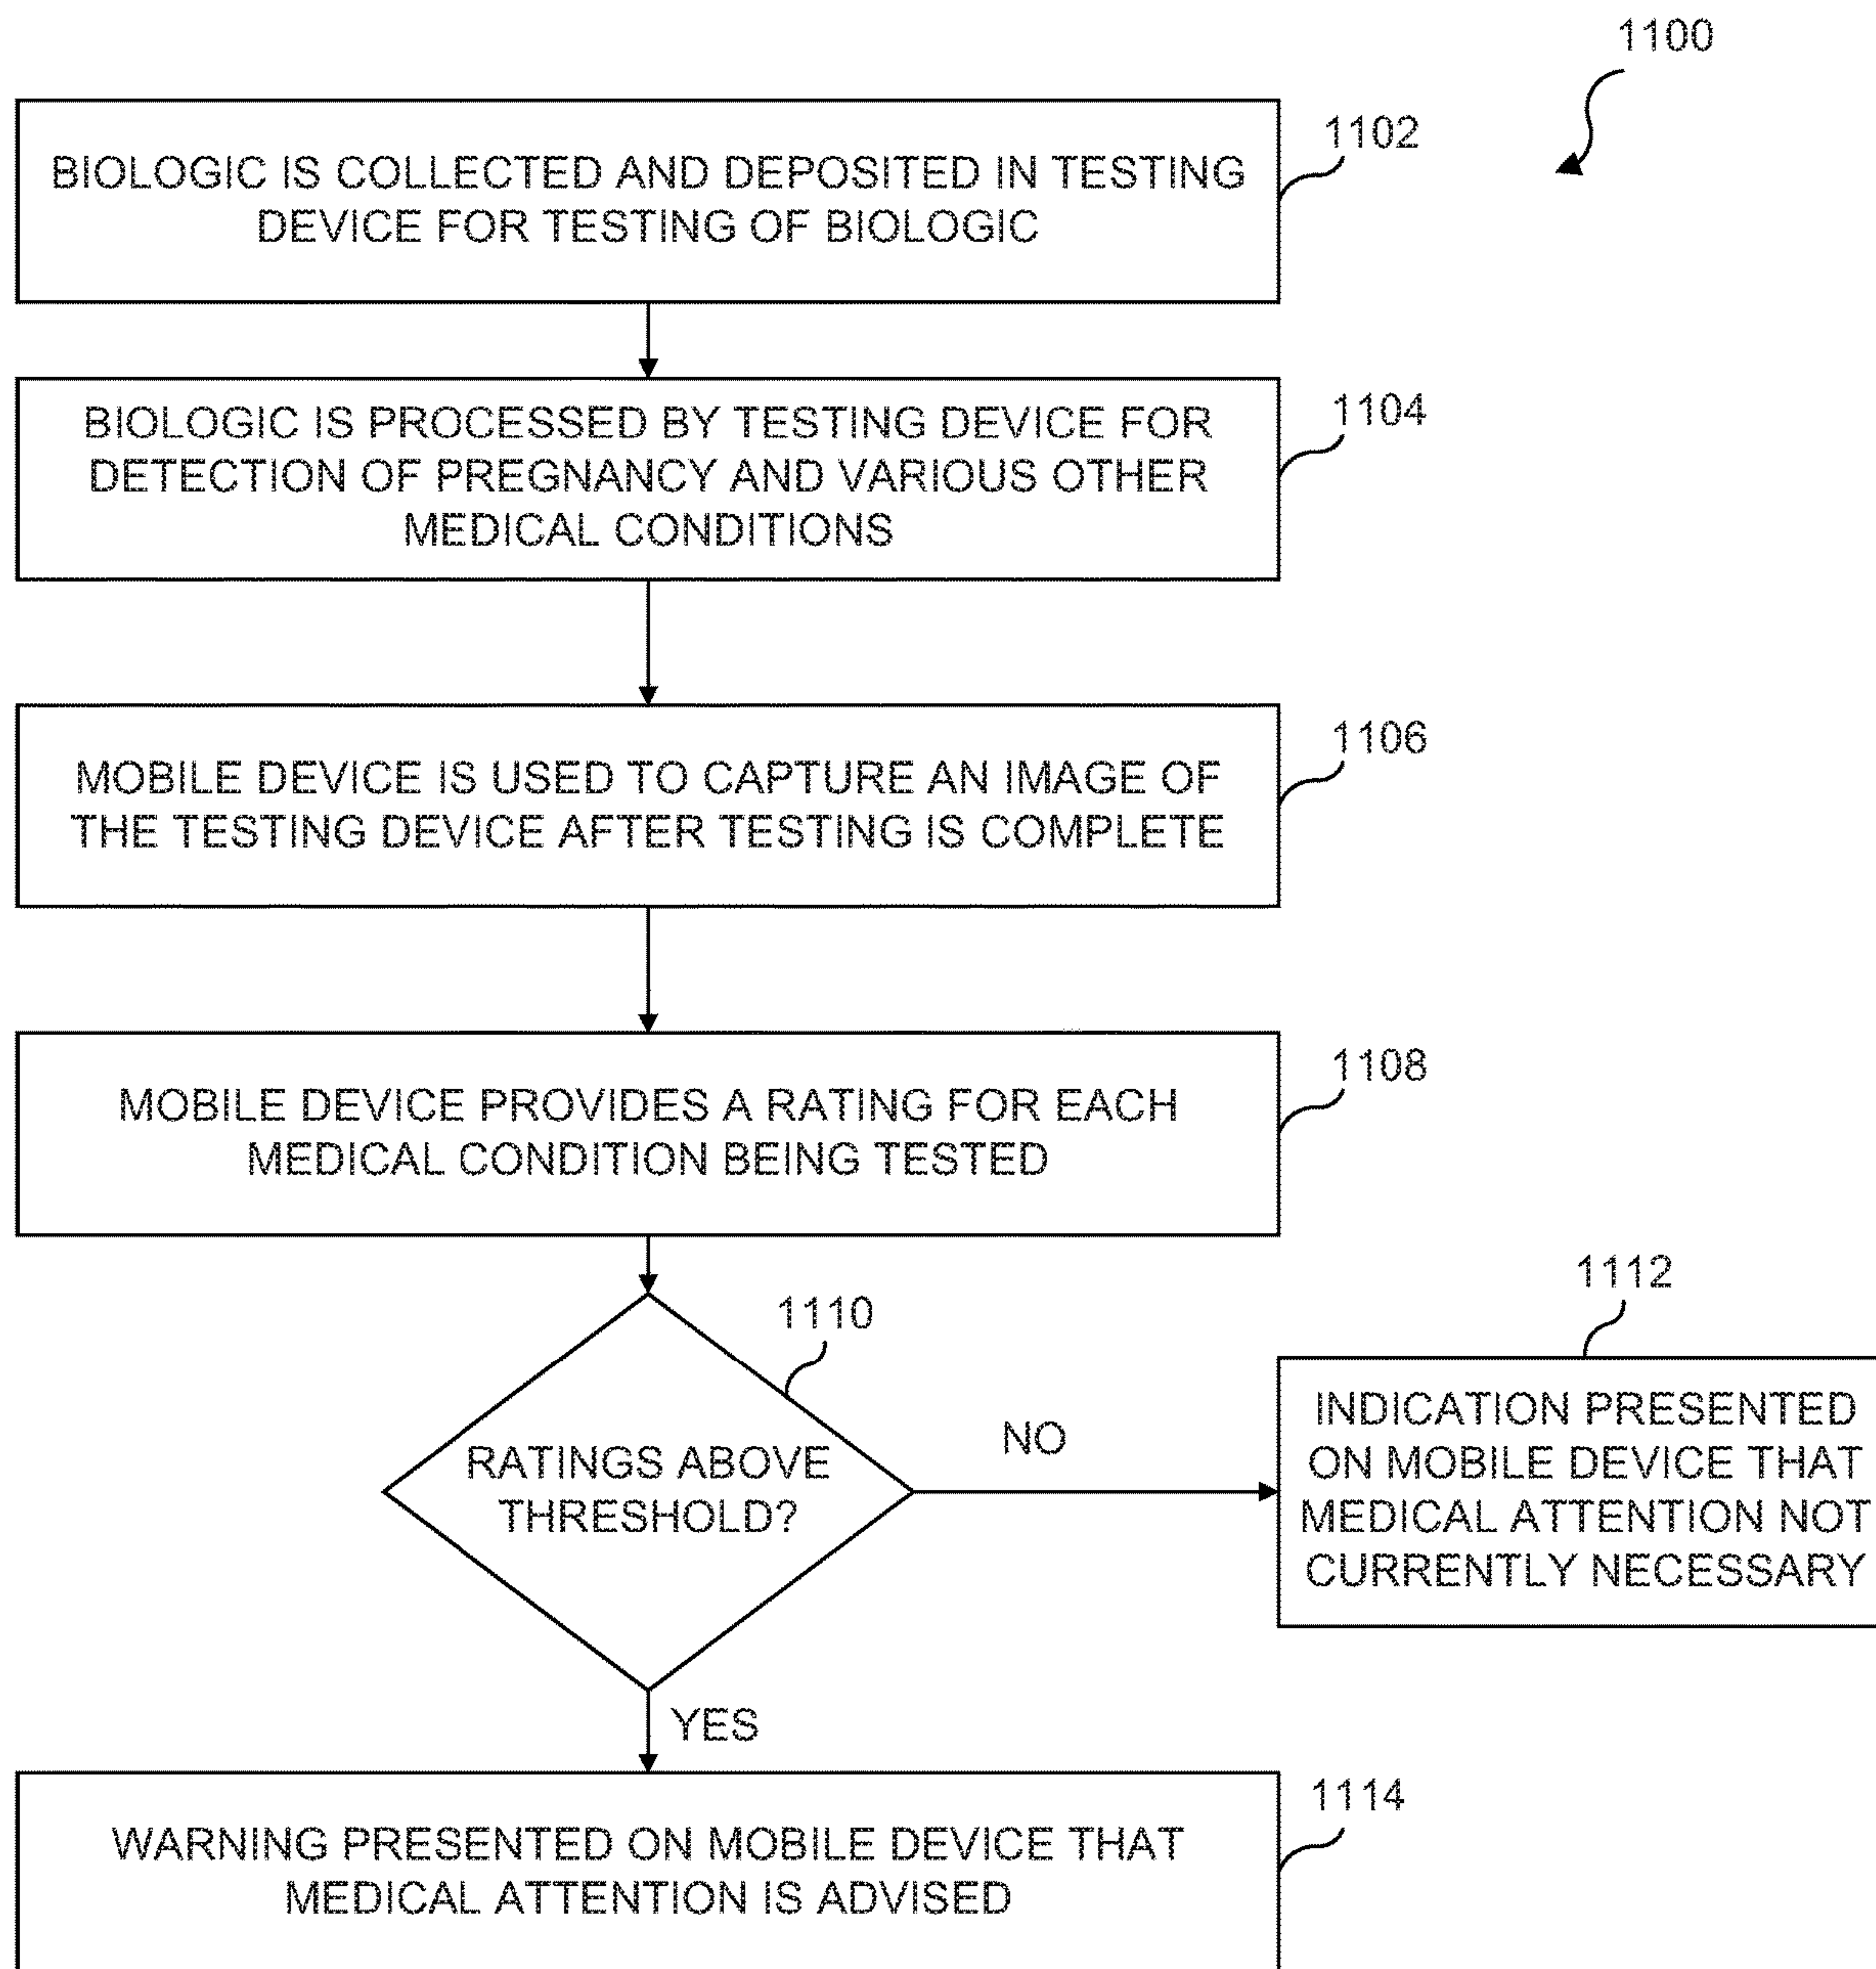 1100
1102
BIOLOGIC IS COLLECTED AND DEPOSITED IN TESTING
DEVICE FOR TESTING OF BIOLOGIC
1104
BIOLOGIC IS PROCESSED BY TESTING DEVICE FOR
DETECTION OF PREGNANCY AND VARIOUS OTHER
MEDICAL CONDITIONS
1106
MOBILE DEVICE IS USED TO CAPTURE AN IMAGE OF
THE TESTING DEVICE AFTER TESTING IS COMPLETE
1108
MOBILE DEVICE PROVIDES A RATING FOR EACH
MEDICAL CONDITION BEING TESTED
1110
RATINGS ABOVE
THRESHOLD?
NO
1112
INDICATION PRESENTED
ON MOBILE DEVICE THAT
MEDICAL ATTENTION NOT
CURRENTLY NECESSARY
YES
1114
WARNING PRESENTED ON MOBILE DEVICE THAT
MEDICAL ATTENTION IS ADVISED